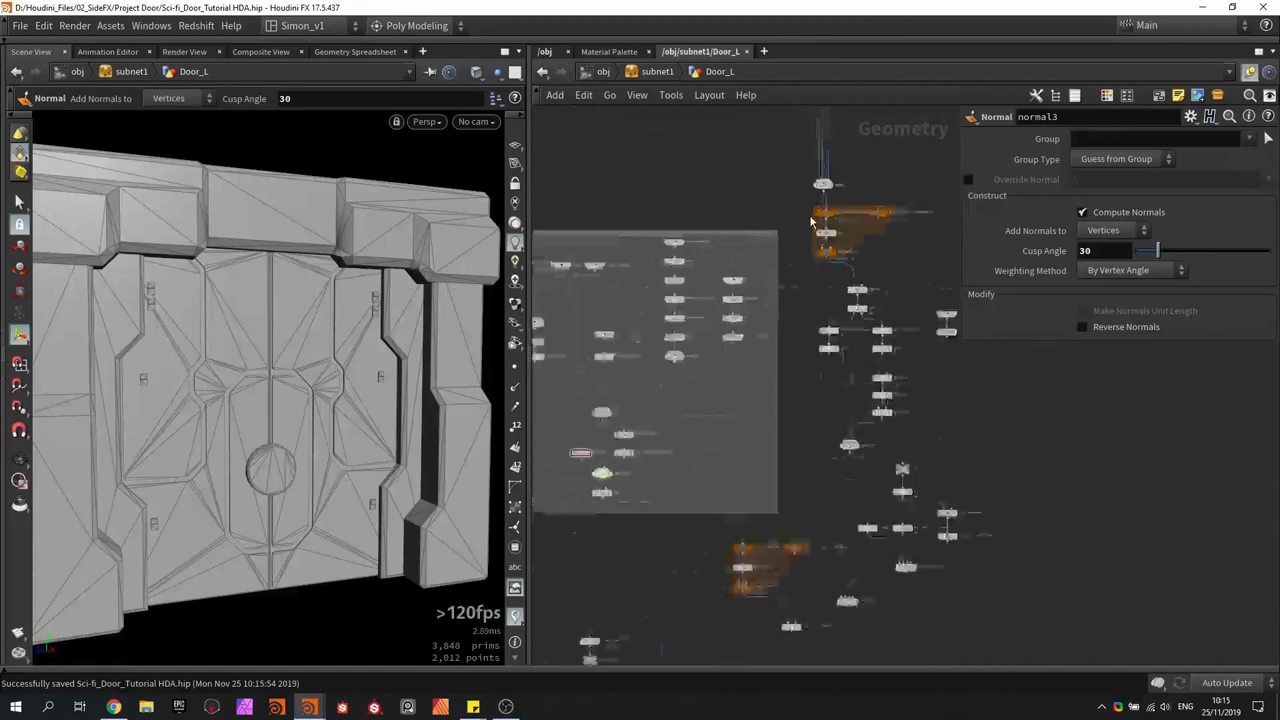 D:/Houdini_Files/02_SideFX/Project Door/Sci-fi_Door_Tutorial HDA.hip - Houdini FX 17.5.437
File Edit Render Assets Windows Redshift Help Simon_v1 Poly Modeling Main
Scene View Animation Editor Render View Composite View Geometry Spreadsheet
/obj Material Palette /obj/subnet1/Door_L
obj subnet1 Door_L
obj subnet1 Door_L
Normal Add Normals to Vertices Cusp Angle 30
Add Edit Go View Tools Layout Help
Persp No cam
Geometry
Normal normal3
Group
Group Type Guess from Group
Override Normal
Construct
Compute Normals
Add Normals to Vertices
Cusp Angle 30
Weighting Method By Vertex Angle
Modify
Make Normals Unit Length
Reverse Normals
12
12
abc
>120fps
2.89ms
3,848 prims
2,012 points
Successfully saved Sci-fi_Door_Tutorial HDA.hip (Mon Nov 25 10:15:54 2019)
Auto Update
ENG
10:15
25/11/2019